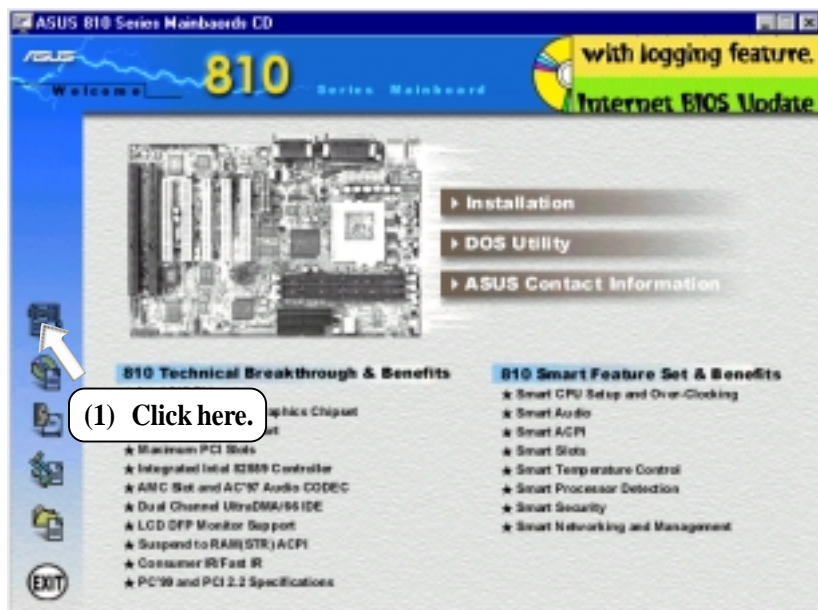 ASUS 810 Series Mainbaords CD
ASUS
Welcome
810
Series Mainboard
with logging feature.
Internet BIOS Update
Installation
DOS Utility
ASUS Contact Information
810 Technical Breakthrough & Benefits
(1) Click here.
aphics Chipset
★ Maximum PCI Slots
★ Integrated Intel Controller
★ AMC Slot and AC'97 Audio CODEC
★ Dual Channel UltraDMA/66 IDE
★ LCD DFP Monitor Support
★ Suspend to RAM(STR) ACPI
★ Consumer IR/Fast IR
★ PC'99 and PCI 2.2 Specifications
810 Smart Feature Set & Benefits
★ Smart CPU Setup and Over-Clocking
★ Smart Audio
★ Smart ACPI
★ Smart Slots
★ Smart Temperature Control
★ Smart Processor Detection
★ Smart Security
★ Smart Networking and Management
EXIT